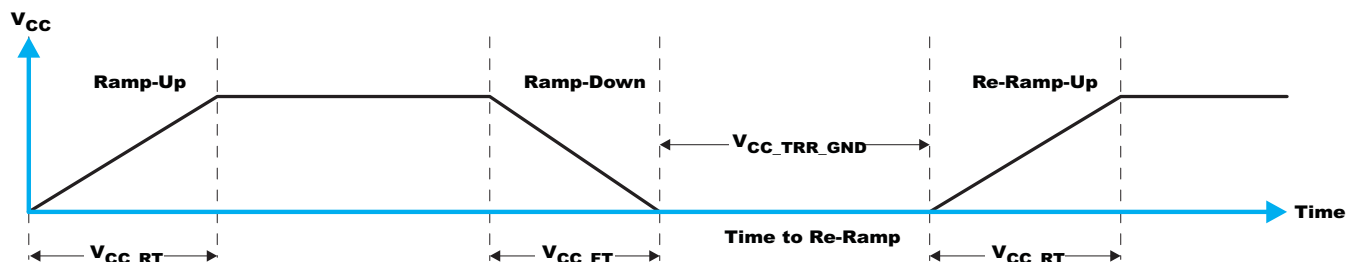 VCC
Ramp-Up
Ramp-Down
Re-Ramp-Up
VCC_TRR_GND
Time
Time to Re-Ramp
VCC_RT
VCC_FT
VCC_RT